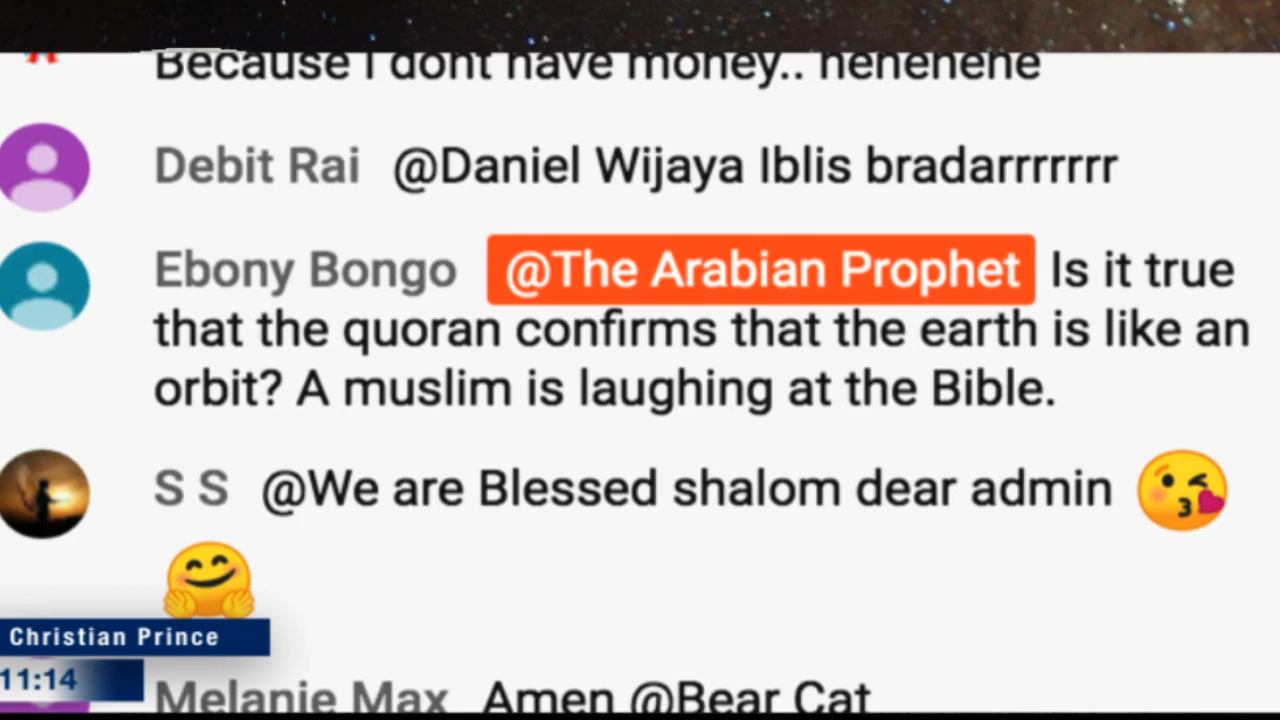 Because I dont have money.. hehehehe
Debit Rai @Daniel Wijaya Iblis bradarrrrrrr
Ebony Bongo @The Arabian Prophet Is it true
that the quoran confirms that the earth is like an
orbit? A muslim is laughing at the Bible.
S S @We are Blessed shalom dear admin 😘
🤗
Christian Prince
11:14
Melanie Max Amen @Bear Cat